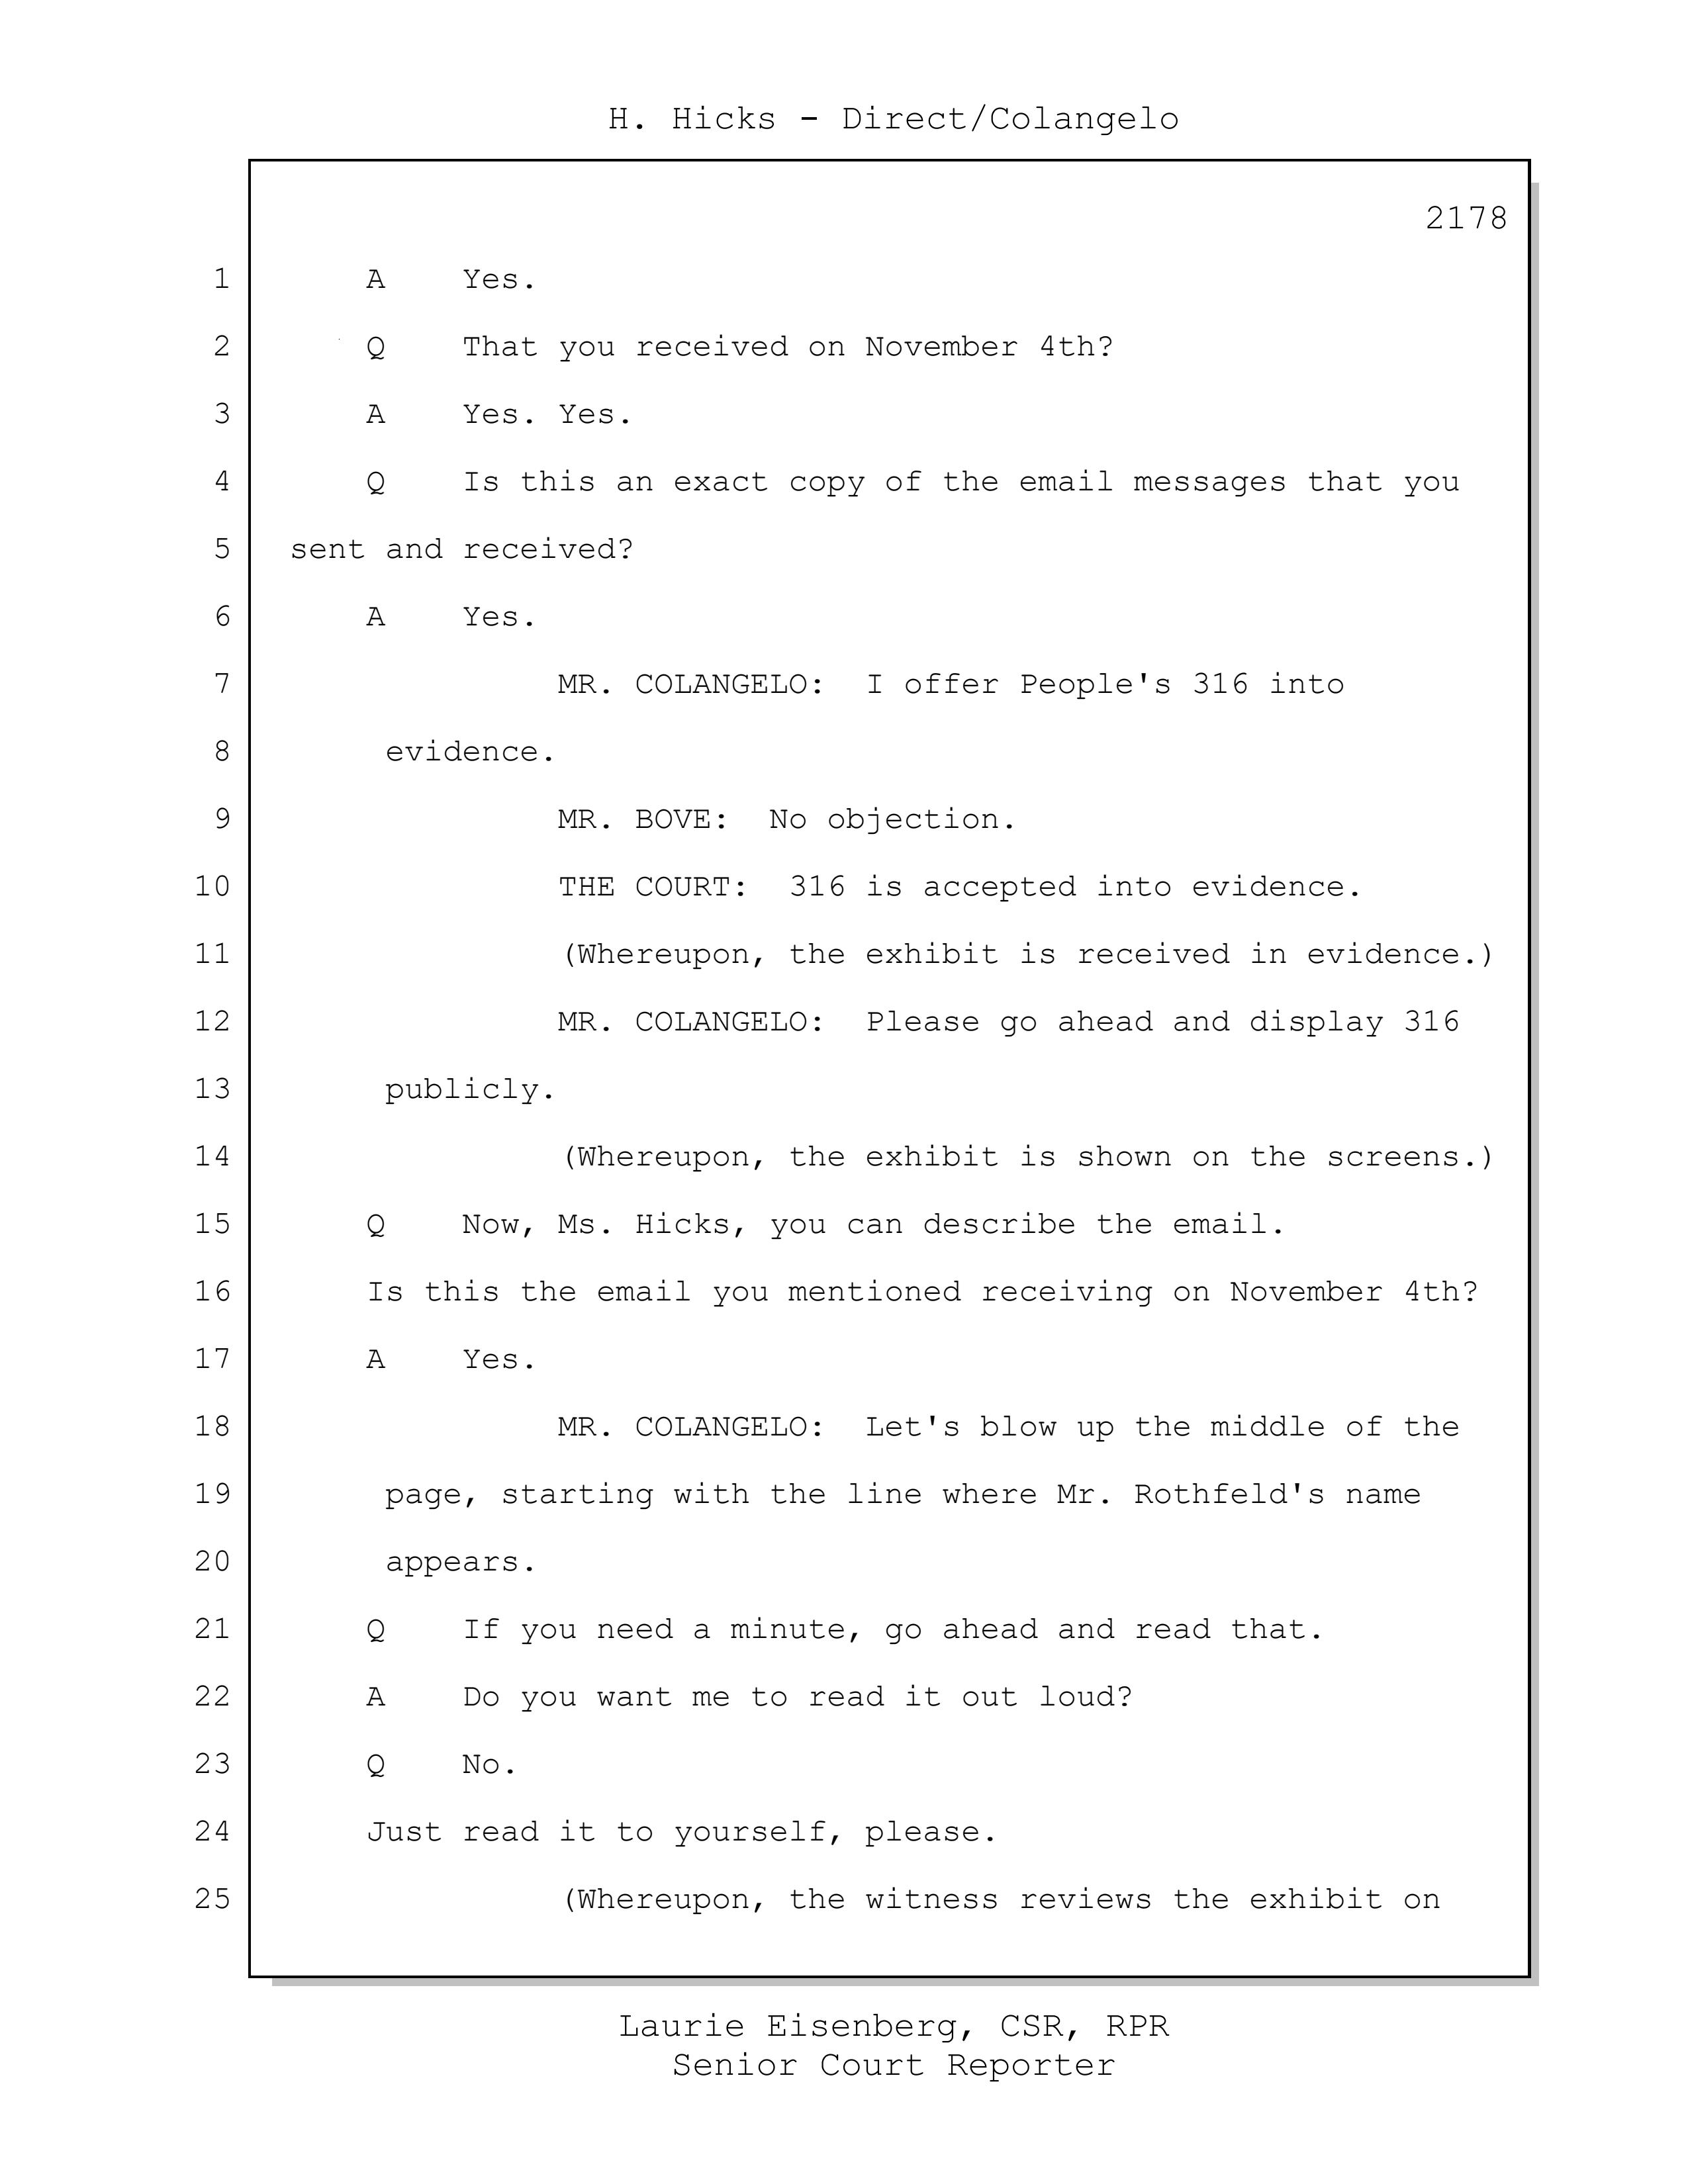 H. Hicks - Direct/Colangelo
2178
1 A Yes.
2 Q That you received on November 4th?
3 A Yes. Yes.
4 Q Is this an exact copy of the email messages that you
5 sent and received?
6 A Yes.
7 MR. COLANGELO: I offer People's 316 into
8 evidence.
9 MR. BOVE: No objection.
10 THE COURT: 316 is accepted into evidence.
11 (Whereupon, the exhibit is received in evidence.)
12 MR. COLANGELO: Please go ahead and display 316
13 publicly.
14 (Whereupon, the exhibit is shown on the screens.)
15 Q Now, Ms. Hicks, you can describe the email.
16 Is this the email you mentioned receiving on November 4th?
17 A Yes.
18 MR. COLANGELO: Let's blow up the middle of the
19 page, starting with the line where Mr. Rothfeld's name
20 appears.
21 Q If you need a minute, go ahead and read that.
22 A Do you want me to read it out loud?
23 Q No.
24 Just read it to yourself, please.
25 (Whereupon, the witness reviews the exhibit on
Laurie Eisenberg, CSR, RPR
Senior Court Reporter